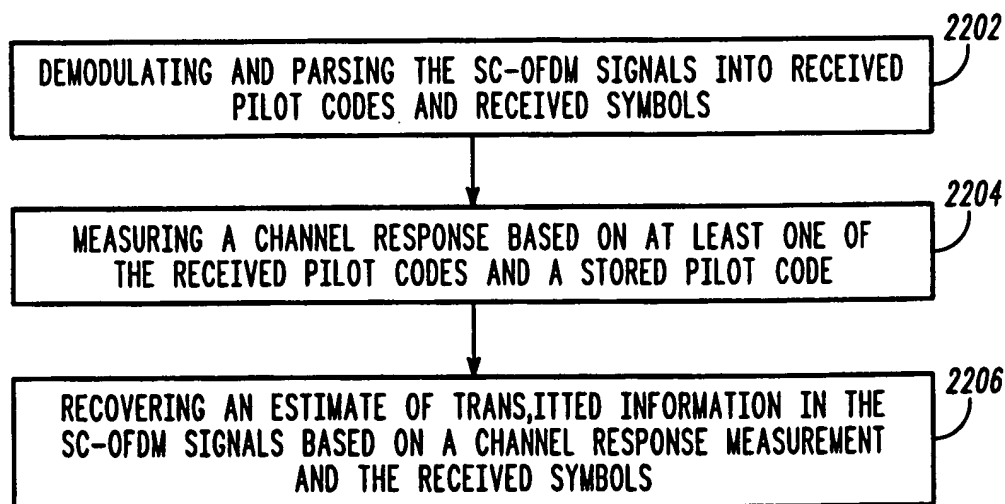 2202
DEMODULATING AND PARSING THE SC-OFDM SIGNALS INTO RECEIVED
PILOT CODES AND RECEIVED SYMBOLS
2204
MEASURING A CHANNEL RESPONSE BASED ON AT LEAST ONE OF
THE RECEIVED PILOT CODES AND A STORED PILOT CODE
2206
RECOVERING AN ESTIMATE OF TRANS,ITTED INFORMATION IN THE
SC-OFDM SIGNALS BASED ON A CHANNEL RESPONSE MEASUREMENT
AND THE RECEIVED SYMBOLS